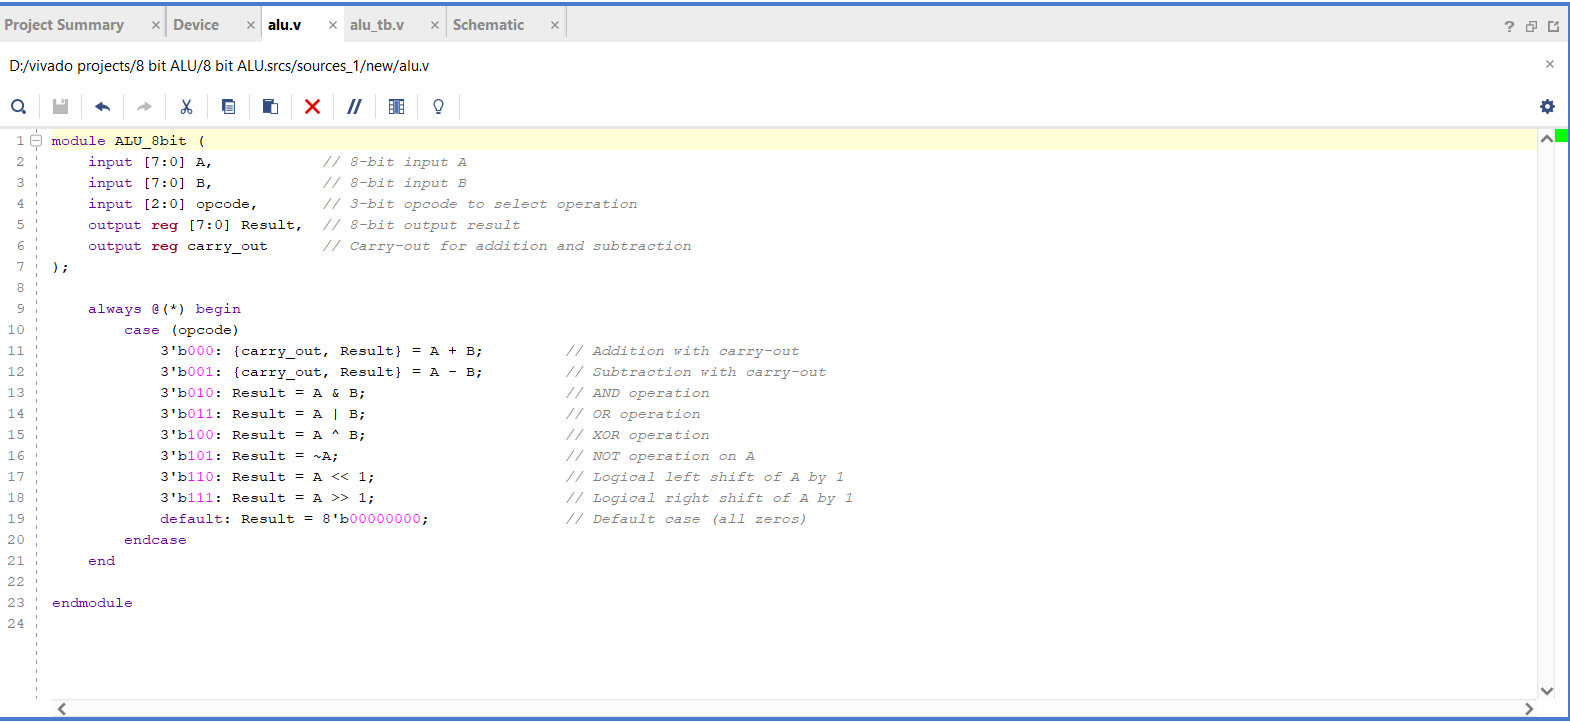 Project Summary × Device × alu.v × alu_tb.v × Schematic × ?
D:/vivado projects/8 bit ALU/8 bit ALU.srcs/sources_1/new/alu.v ×
1 module ALU_8bit (
2 input [7:0] A, // 8-bit input A
3 input [7:0] B, // 8-bit input B
4 input [2:0] opcode, // 3-bit opcode to select operation
5 output reg [7:0] Result, // 8-bit output result
6 output reg carry_out // Carry-out for addition and subtraction
7 );
8
9 always @(*) begin
10 case (opcode)
11 3'b000: {carry_out, Result} = A + B; // Addition with carry-out
12 3'b001: {carry_out, Result} = A - B; // Subtraction with carry-out
13 3'b010: Result = A & B; // AND operation
14 3'b011: Result = A | B; // OR operation
15 3'b100: Result = A ^ B; // XOR operation
16 3'b101: Result = ~A; // NOT operation on A
17 3'b110: Result = A << 1; // Logical left shift of A by 1
18 3'b111: Result = A >> 1; // Logical right shift of A by 1
19 default: Result = 8'b00000000; // Default case (all zeros)
20 endcase
21 end
22
23 endmodule
24